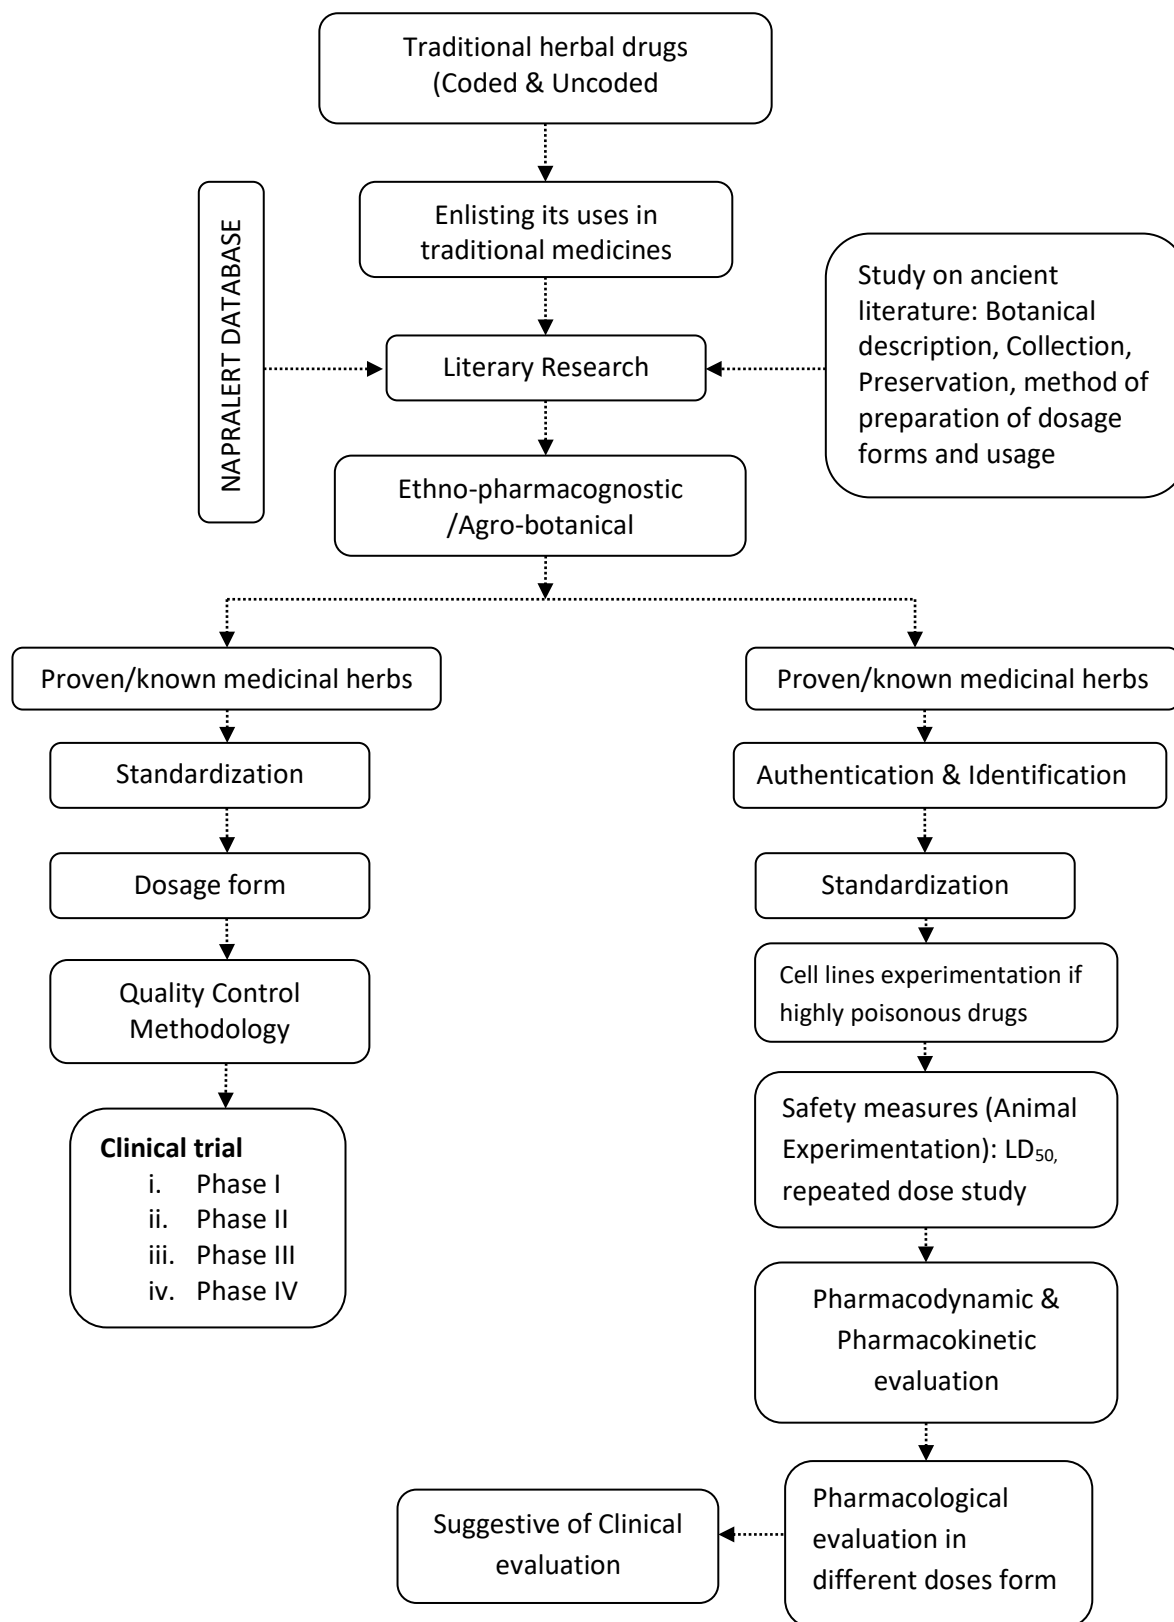 Traditional herbal drugs
(Coded & Uncoded
Enlisting its uses in
traditional medicines
NAPRALERT DATABASE
Literary Research
Study on ancient
literature: Botanical
description, Collection,
Preservation, method of
preparation of dosage
forms and usage
Ethno-pharmacognostic
/Agro-botanical
Proven/known medicinal herbs
Standardization
Dosage form
Quality Control
Methodology
Clinical trial
i. Phase I
ii. Phase II
iii. Phase III
iv. Phase IV
Proven/known medicinal herbs
Authentication & Identification
Standardization
Cell lines experimentation if
highly poisonous drugs
Safety measures (Animal
Experimentation): LD50,
repeated dose study
Pharmacodynamic &
Pharmacokinetic
evaluation
Pharmacological
evaluation in
different doses form
Suggestive of Clinical
evaluation